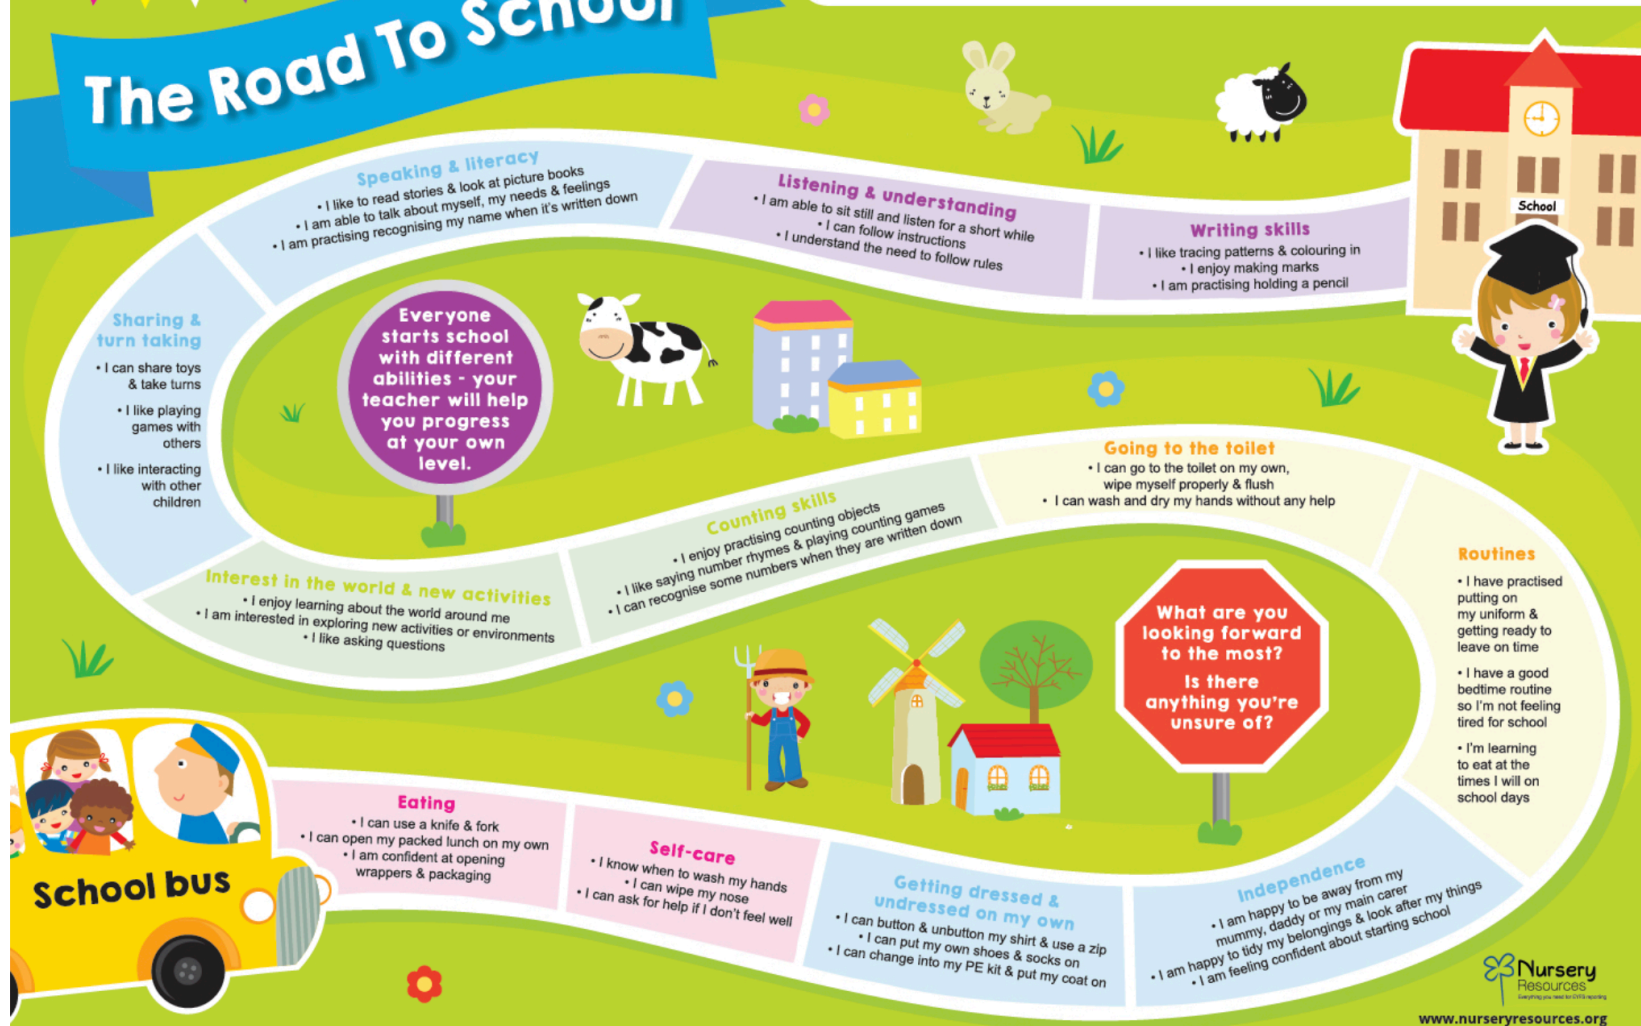 The Road To School
Speaking & literacy
• I like to read stories & look at picture books
• I am able to talk about myself, my needs & feelings
• I am practising recognising my name when it's written down
Listening & understanding
• I am able to sit still and listen for a short while
• I can follow instructions
• I understand the need to follow rules
Writing skills
• I like tracing patterns & colouring in
• I enjoy making marks
• I am practising holding a pencil
School
Sharing &
turn taking
• I can share toys
& take turns
• I like playing
games with
others
• I like interacting
with other
children
Everyone
starts school
with different
abilities - your
teacher will help
you progress
at your own
level.
Interest in the world & new activities
• I enjoy learning about the world around me
• I am interested in exploring new activities or environments
• I like asking questions
Counting skills
• I enjoy practising counting objects
• I like saying number rhymes & playing counting games
• I can recognise some numbers when they are written down
Going to the toilet
• I can go to the toilet on my own,
wipe myself properly & flush
• I can wash and dry my hands without any help
Routines
• I have practised
putting on
my uniform &
getting ready to
leave on time
• I have a good
bedtime routine
so I'm not feeling
tired for school
• I'm learning
to eat at the
times I will on
school days
What are you
looking forward
to the most?
Is there
anything you're
unsure of?
School bus
Eating
• I can use a knife & fork
• I can open my packed lunch on my own
• I am confident at opening
wrappers & packaging
Self-care
• I know when to wash my hands
• I can wipe my nose
• I can ask for help if I don't feel well
Getting dressed &
undressed on my own
• I can button & unbutton my shirt & use a zip
• I can put my own shoes & socks on
• I can change into my PE kit & put my coat on
Independence
• I am happy to be away from my
mummy, daddy or my main carer
• I am happy to tidy my belongings & look after my things
• I am feeling confident about starting school
Nursery
Resources
Everything you need for EYFS reporting
www.nurseryresources.org